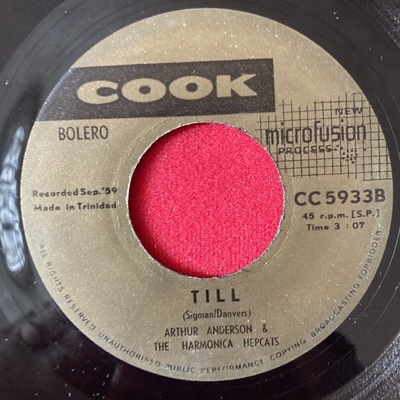 COOK
BOLERO
NEW
microfusion
PROCESS
Recorded Sep.'59
Made in Trinidad
CC 5933B
45 r.p.m. [S.P.]
Time 3 : 07
TILL
(Sigman/Danvers)
ARTHUR ANDERSON &
THE HARMONICA HEPCATS
ALL RIGHTS RESERVED UNAUTHORISED PUBLIC PERFORMANCE COPYING BROADCASTING FORBIDDEN